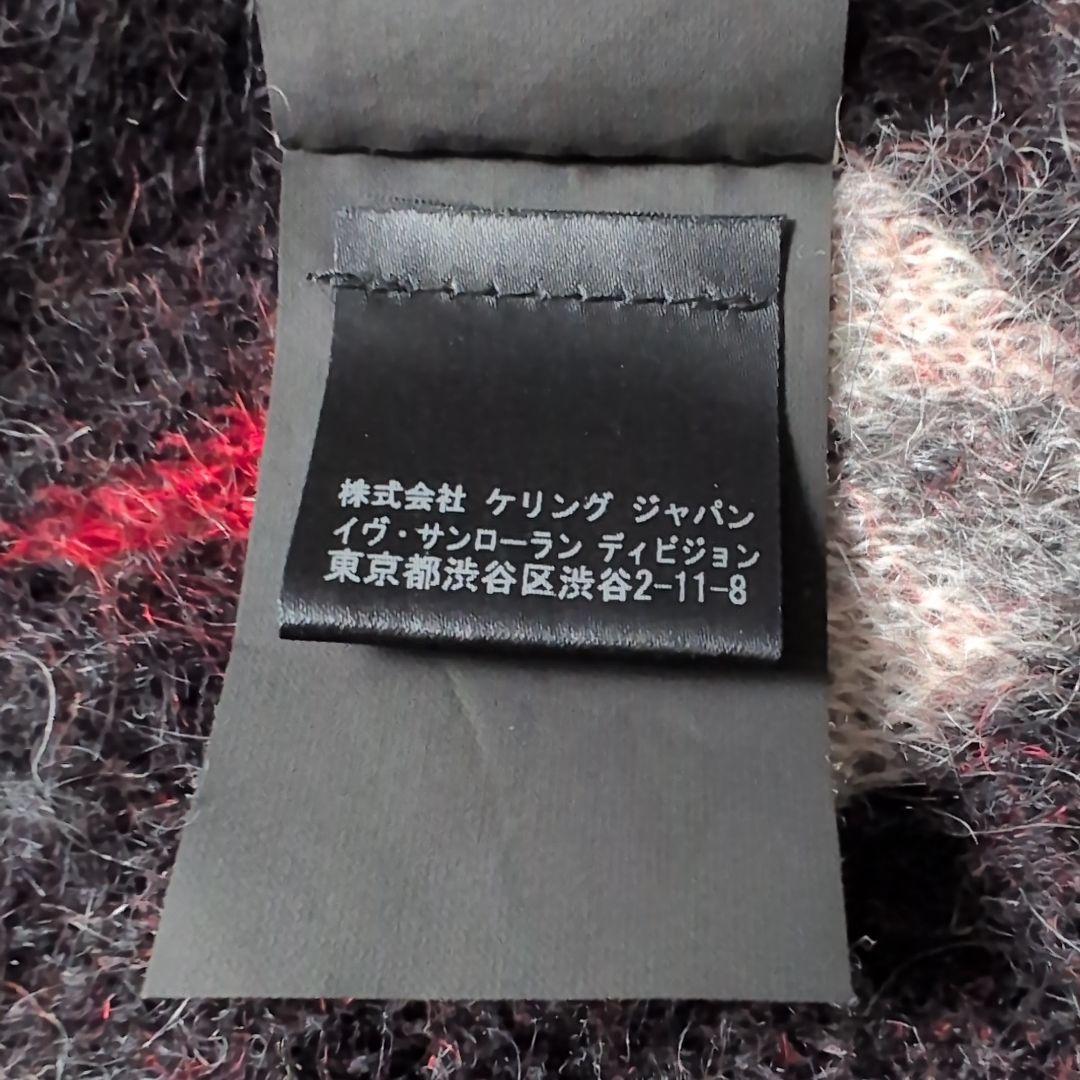 株式会社 ケリング ジャパン
イヴ・サンローラン ディビジョン
東京都渋谷区渋谷2-11-8